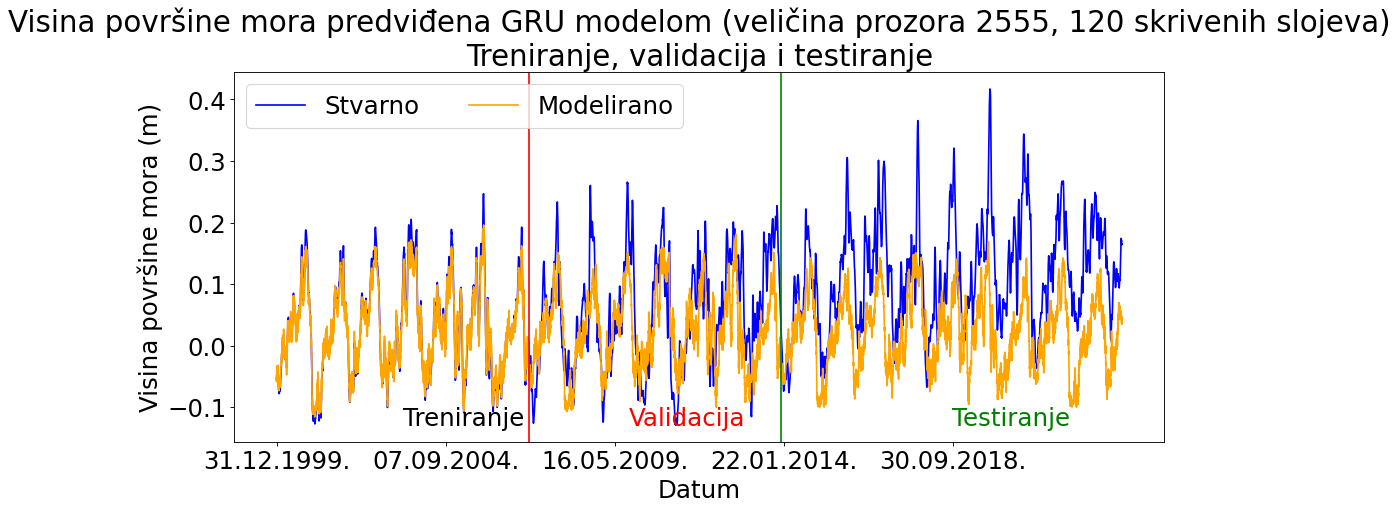 Visina površine mora predviđena GRU modelom (veličina prozora 2555, 120 skrivenih slojeva)
Treniranje, validacija i testiranje
Stvarno
Modelirano
Visina površine mora (m)
0.4
0.3
0.2
0.1
0.0
−0.1
Treniranje
Validacija
Testiranje
31.12.1999.
07.09.2004.
16.05.2009.
22.01.2014.
30.09.2018.
Datum